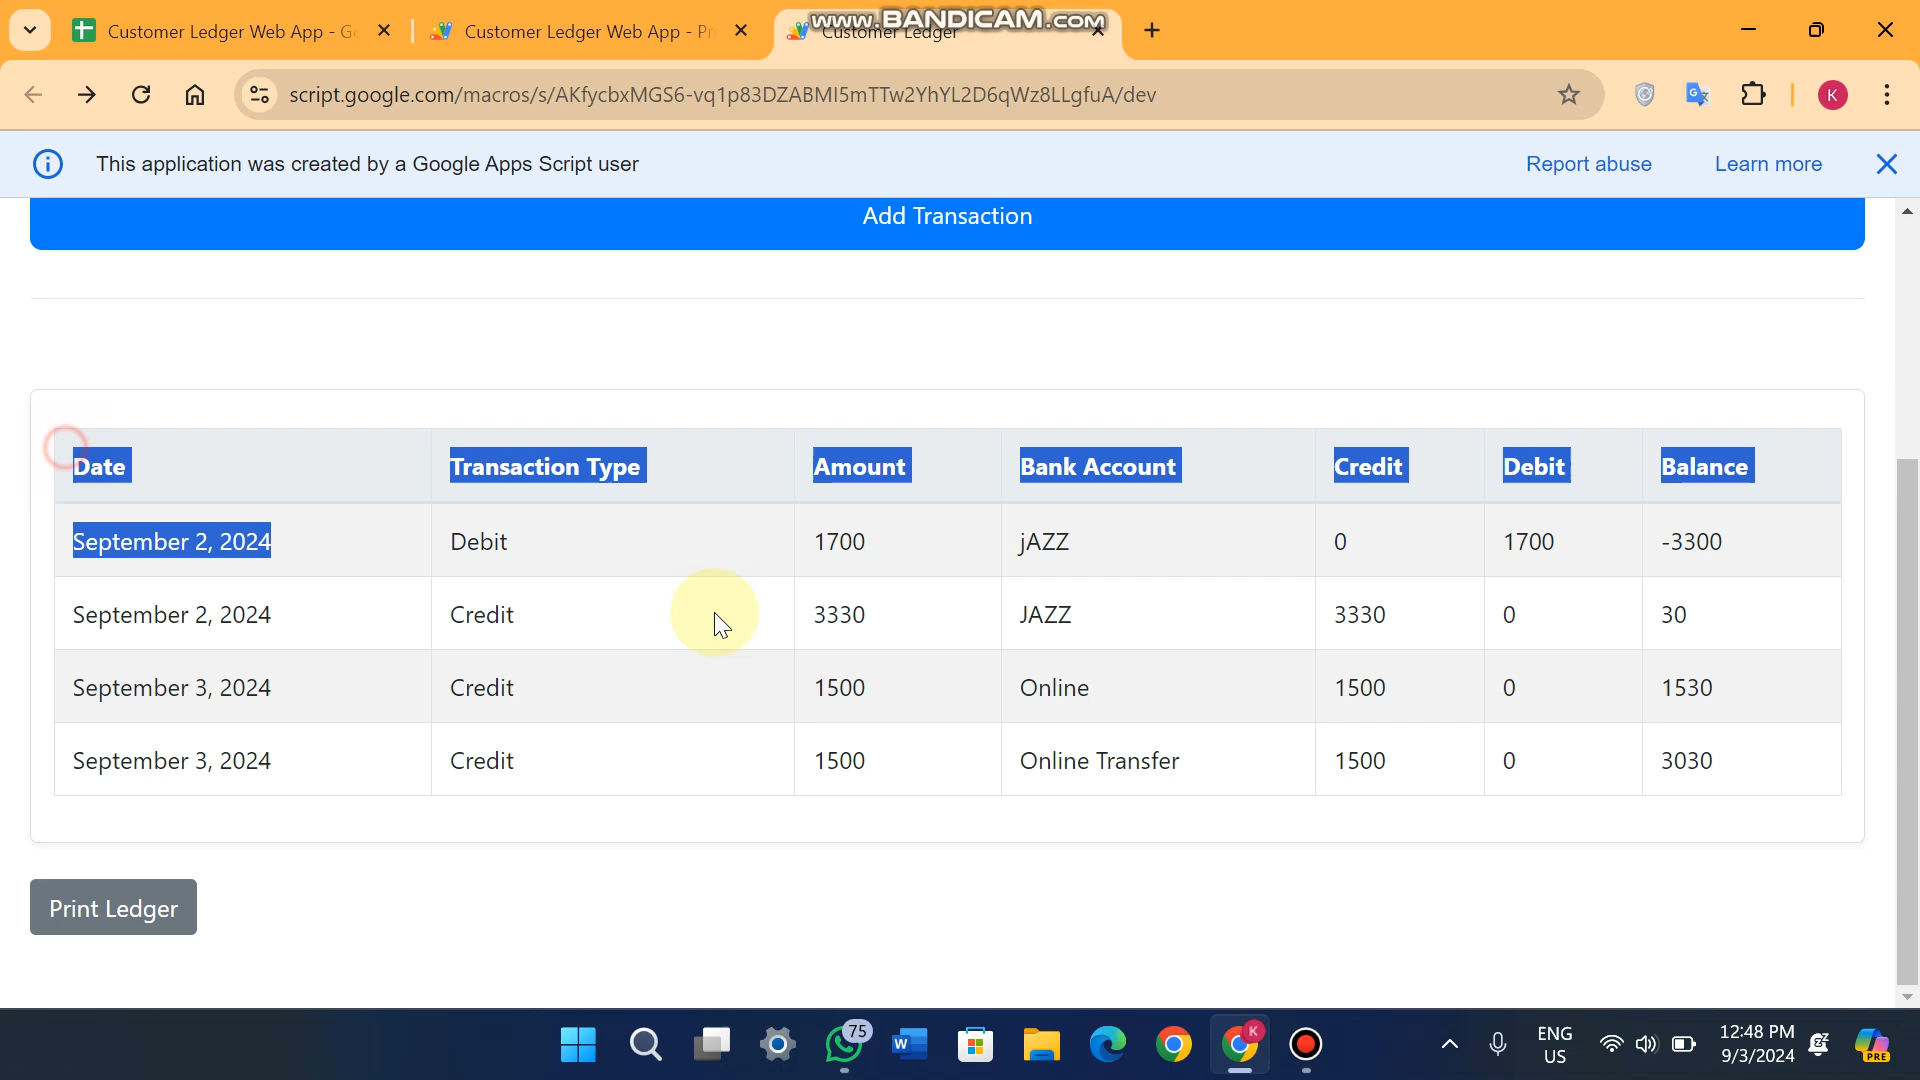 www.BANDICAM.COM
Customer Ledger Web App - G
Customer Ledger Web App - Pr
Customer Ledger
script.google.com/macros/s/AKfycbxMGS6-vq1p83DZABMI5mTTw2YhYL2D6qWz8LLgfuA/dev
K
This application was created by a Google Apps Script user
Report abuse
Learn more
Add Transaction
Date Transaction Type Amount Bank Account Credit Debit Balance
September 2, 2024 Debit 1700 jAZZ 0 1700 -3300
September 2, 2024 Credit 3330 JAZZ 3330 0 30
September 3, 2024 Credit 1500 Online 1500 0 1530
September 3, 2024 Credit 1500 Online Transfer 1500 0 3030
Print Ledger
75
W
K
ENG
US
12:48 PM
9/3/2024
PRE